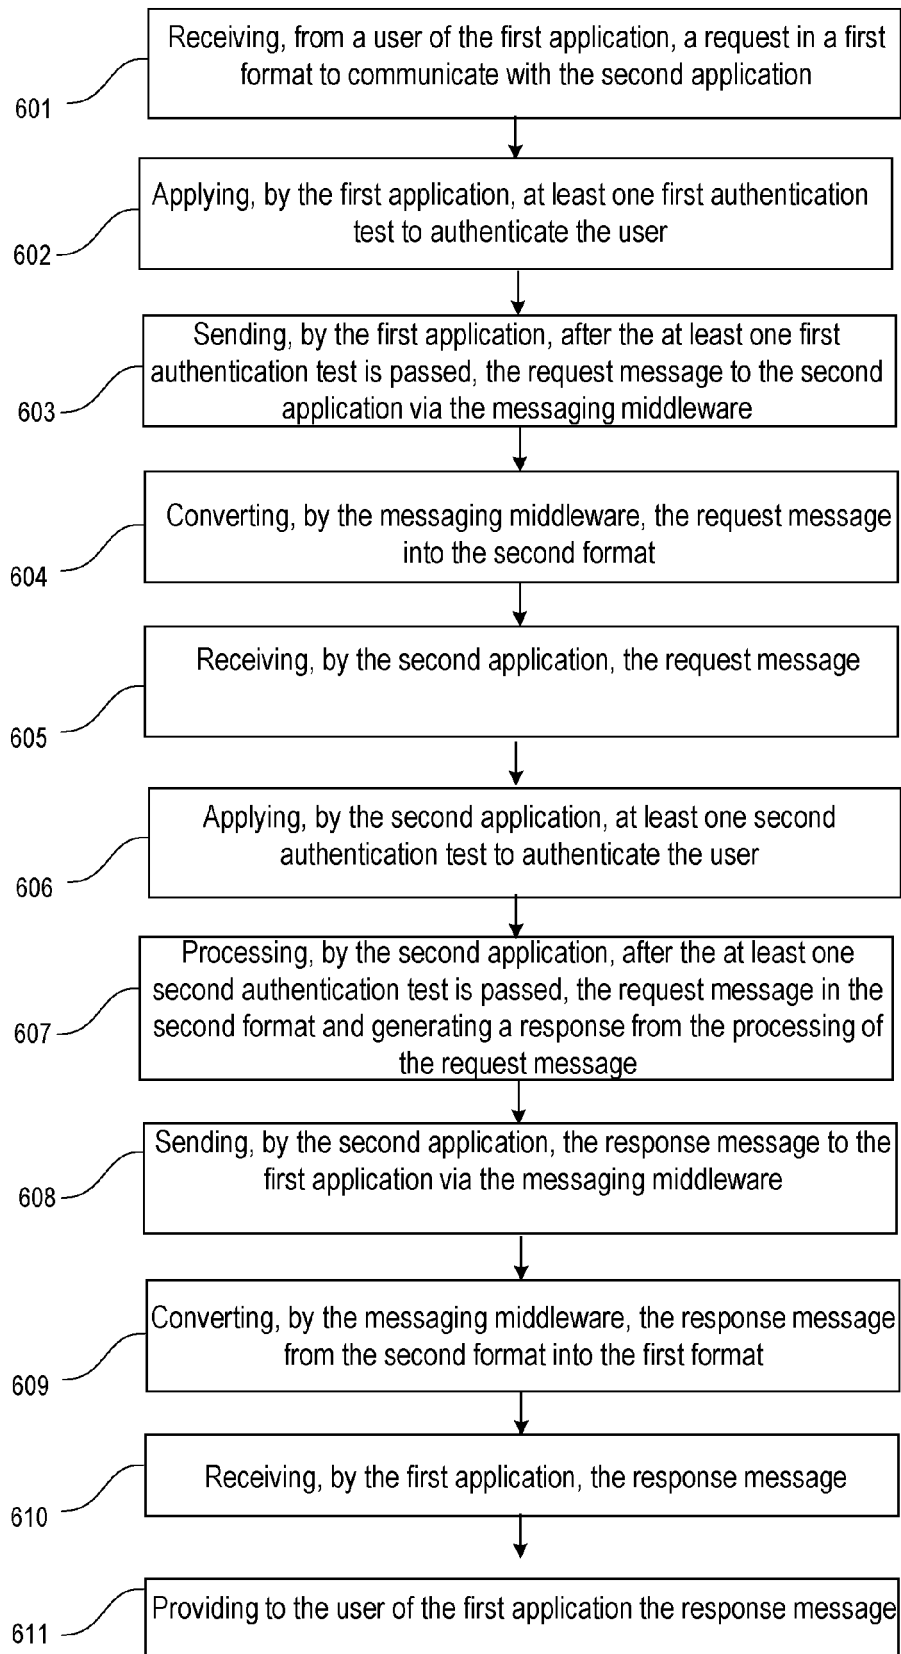 Receiving, from a user of the first application, a request in a first
format to communicate with the second application
601
Applying, by the first application, at least one first authentication
test to authenticate the user
602
Sending, by the first application, after the at least one first
authentication test is passed, the request message to the second
application via the messaging middleware
603
Converting, by the messaging middleware, the request message
into the second format
604
Receiving, by the second application, the request message
605
Applying, by the second application, at least one second
authentication test to authenticate the user
606
Processing, by the second application, after the at least one
second authentication test is passed, the request message in the
second format and generating a response from the processing of
the request message
607
Sending, by the second application, the response message to the
first application via the messaging middleware
608
Converting, by the messaging middleware, the response message
from the second format into the first format
609
Receiving, by the first application, the response message
610
Providing to the user of the first application the response message
611